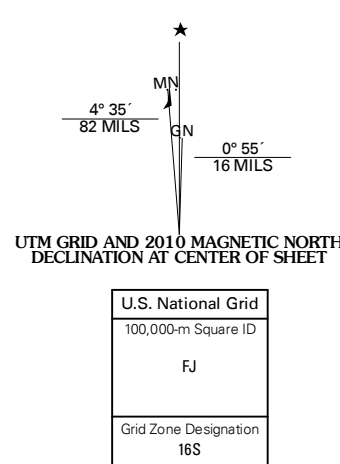 ★
MN
4° 35´
82 MILS
GN
0° 55´
16 MILS
UTM GRID AND 2010 MAGNETIC NORTH
DECLINATION AT CENTER OF SHEET
U.S. National Grid
100,000-m Square ID
FJ
Grid Zone Designation
16S